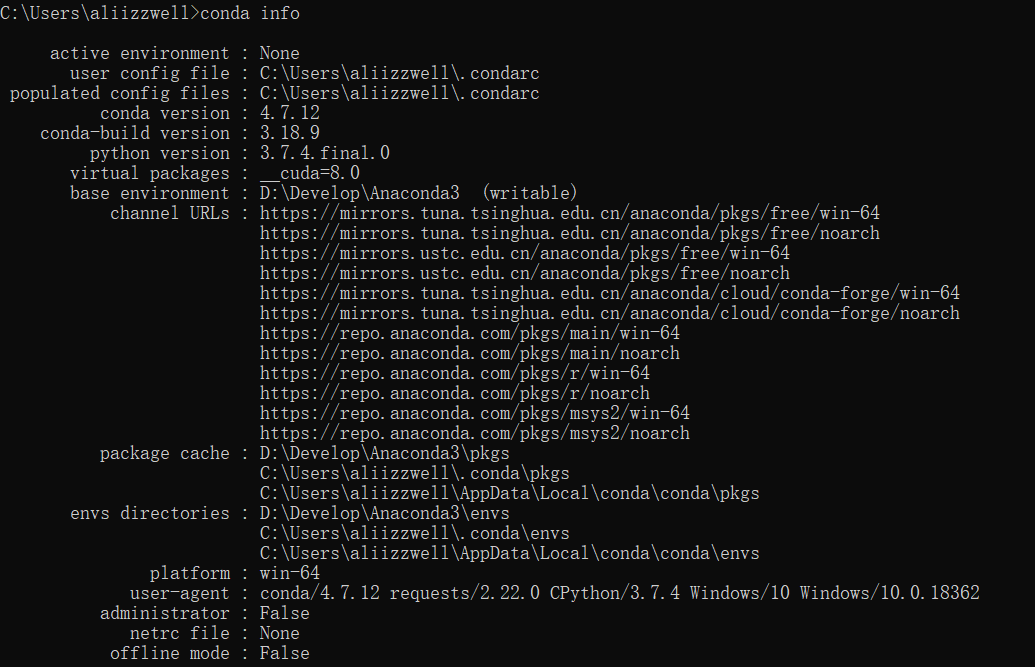 C:\Users\aliizzwell>conda info
active environment : None
user config file : C:\Users\aliizzwell\.condarc
populated config files : C:\Users\aliizzwell\.condarc
conda version : 4.7.12
conda-build version : 3.18.9
python version : 3.7.4.final.0
virtual packages : __cuda=8.0
base environment : D:\Develop\Anaconda3  (writable)
channel URLs : https://mirrors.tuna.tsinghua.edu.cn/anaconda/pkgs/free/win-64
https://mirrors.tuna.tsinghua.edu.cn/anaconda/pkgs/free/noarch
https://mirrors.ustc.edu.cn/anaconda/pkgs/free/win-64
https://mirrors.ustc.edu.cn/anaconda/pkgs/free/noarch
https://mirrors.tuna.tsinghua.edu.cn/anaconda/cloud/conda-forge/win-64
https://mirrors.tuna.tsinghua.edu.cn/anaconda/cloud/conda-forge/noarch
https://repo.anaconda.com/pkgs/main/win-64
https://repo.anaconda.com/pkgs/main/noarch
https://repo.anaconda.com/pkgs/r/win-64
https://repo.anaconda.com/pkgs/r/noarch
https://repo.anaconda.com/pkgs/msys2/win-64
https://repo.anaconda.com/pkgs/msys2/noarch
package cache : D:\Develop\Anaconda3\pkgs
C:\Users\aliizzwell\.conda\pkgs
C:\Users\aliizzwell\AppData\Local\conda\conda\pkgs
envs directories : D:\Develop\Anaconda3\envs
C:\Users\aliizzwell\.conda\envs
C:\Users\aliizzwell\AppData\Local\conda\conda\envs
platform : win-64
user-agent : conda/4.7.12 requests/2.22.0 CPython/3.7.4 Windows/10 Windows/10.0.18362
administrator : False
netrc file : None
offline mode : False